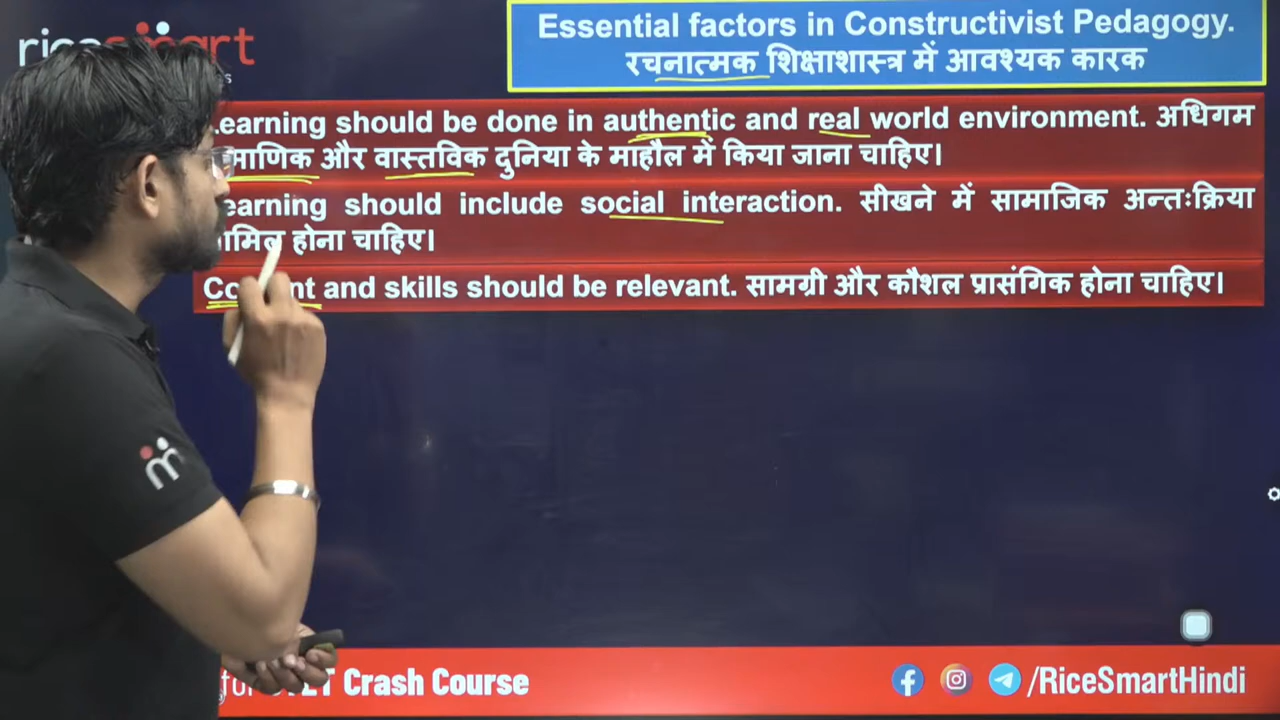 Essential factors in Constructivist Pedagogy.
रचनात्मक शिक्षाशास्त्र में आवश्यक कारक
should be done in authentic and real world environment. अधिगम
और वास्तविक दुनिया के माहौल में किया जाना चाहिए।
should include social interaction. सीखने में सामाजिक अन्तःक्रिया
होना चाहिए।
and skills should be relevant. सामग्री और कौशल प्रासंगिक होना चाहिए।
Crash Course
/RiceSmartHindi